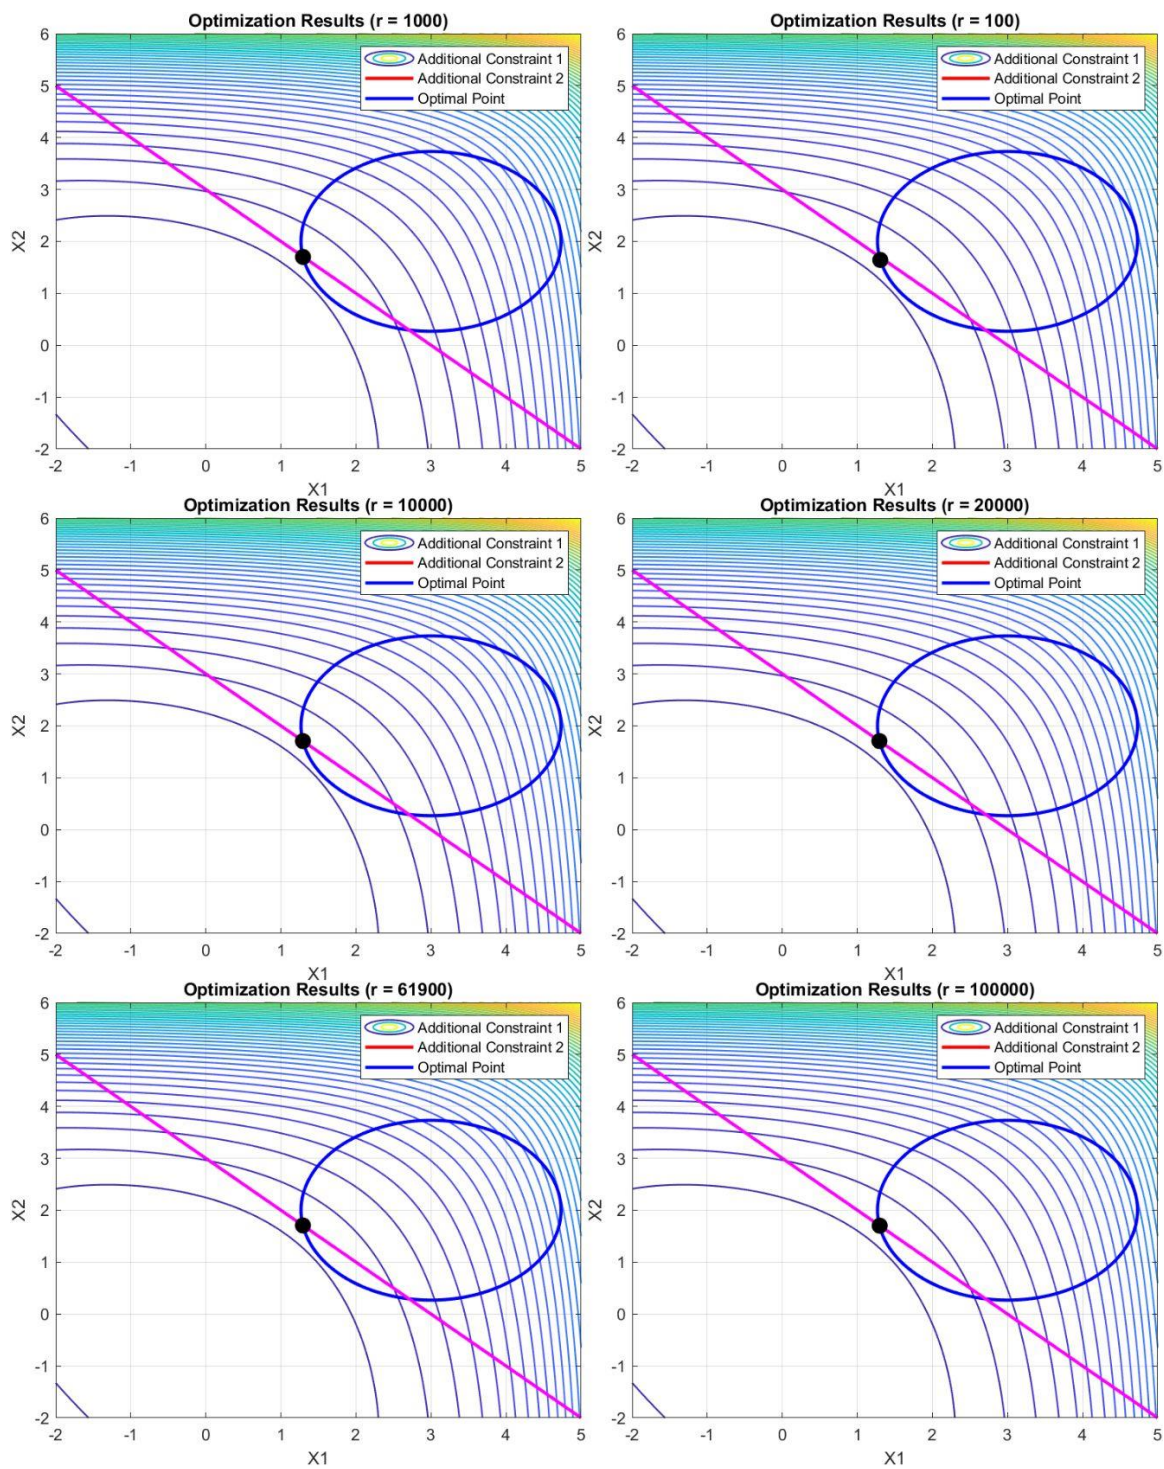 Optimization Results (r = 1000)
Additional Constraint 1
Additional Constraint 2
Optimal Point
6
5
4
3
2
1
0
-1
-2
X2
-2 -1 0 1 2 3 4 5
X1
Optimization Results (r = 100)
Additional Constraint 1
Additional Constraint 2
Optimal Point
6
5
4
3
2
1
0
-1
-2
X2
-2 -1 0 1 2 3 4 5
X1
Optimization Results (r = 10000)
Additional Constraint 1
Additional Constraint 2
Optimal Point
6
5
4
3
2
1
0
-1
-2
X2
-2 -1 0 1 2 3 4 5
X1
Optimization Results (r = 20000)
Additional Constraint 1
Additional Constraint 2
Optimal Point
6
5
4
3
2
1
0
-1
-2
X2
-2 -1 0 1 2 3 4 5
X1
Optimization Results (r = 61900)
Additional Constraint 1
Additional Constraint 2
Optimal Point
6
5
4
3
2
1
0
-1
-2
X2
-2 -1 0 1 2 3 4 5
X1
Optimization Results (r = 100000)
Additional Constraint 1
Additional Constraint 2
Optimal Point
6
5
4
3
2
1
0
-1
-2
X2
-2 -1 0 1 2 3 4 5
X1